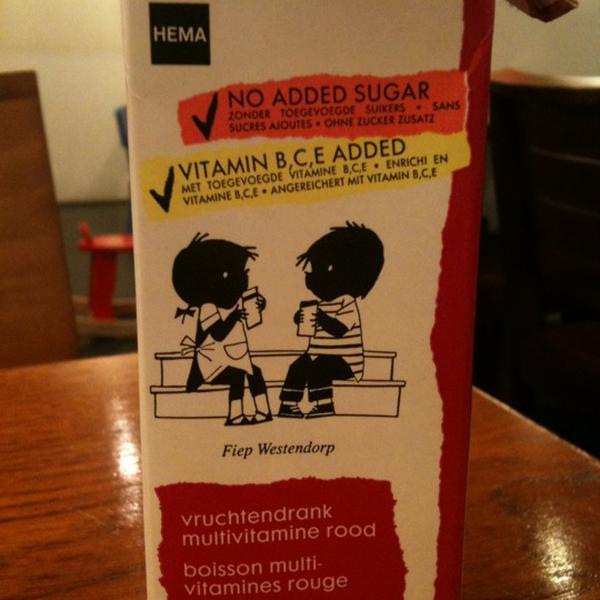 HEMA
NO ADDED SUGAR
ZONDER TOEGEVOEGDE SUIKERS • SANS
SUCRES AJOUTES • OHNE ZUCKER ZUSATZ
VITAMIN B,C,E ADDED
MET TOEGEVOEGDE VITAMINE B,C,E • ENRICHI EN
VITAMINE B,C,E • ANGEREICHERT MIT VITAMIN B,C,E
Fiep Westendorp
vruchtendrank
multivitamine rood
boisson multi-
vitamines rouge